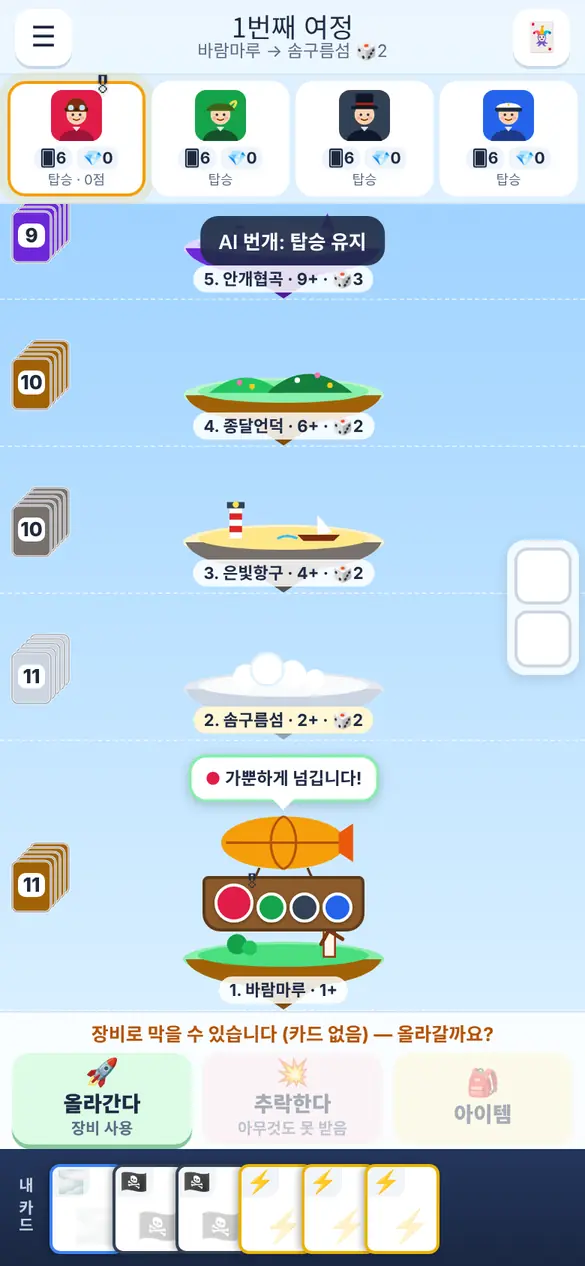 1번째 여정
바람마루 → 솜구름섬 🎲2
6 💎0
탑승 · 0점
6 💎0
탑승
6 💎0
탑승
6 💎0
탑승
9
AI 번개: 탑승 유지
5. 안개협곡 · 9+ · 🎲3
10
4. 종달언덕 · 6+ · 🎲2
10
3. 은빛항구 · 4+ · 🎲2
11
2. 솜구름섬 · 2+ · 🎲2
가뿐하게 넘깁니다!
11
1. 바람마루 · 1+
장비로 막을 수 있습니다 (카드 없음) — 올라갈까요?
올라간다
장비 사용
추락한다
아무것도 못 받음
아이템
내
카
드